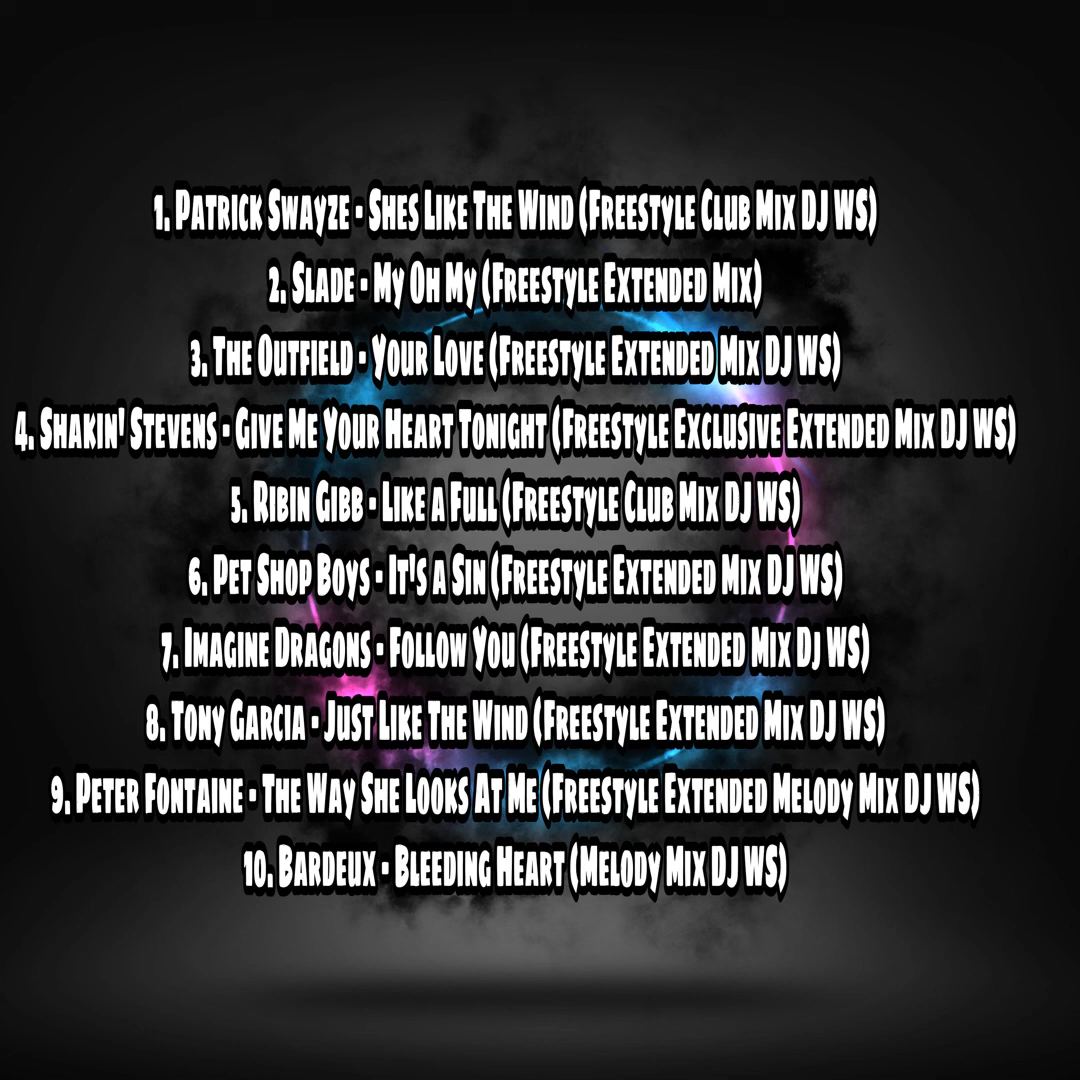 1. Patrick Swayze - Shes Like The Wind (Freestyle Club Mix DJ WS)
2. Slade - My Oh My (Freestyle Extended Mix)
3. The Outfield - Your Love (Freestyle Extended Mix DJ WS)
4. Shakin' Stevens - Give Me Your Heart Tonight (Freestyle Exclusive Extended Mix DJ WS)
5. Ribin Gibb - Like a Full (Freestyle Club Mix DJ WS)
6. Pet Shop Boys - It's a Sin (Freestyle Extended Mix DJ WS)
7. Imagine Dragons - Follow You (Freestyle Extended Mix Dj WS)
8. Tony Garcia - Just Like The Wind (Freestyle Extended Mix DJ WS)
9. Peter Fontaine - The Way She Looks At Me (Freestyle Extended Melody Mix DJ WS)
10. Bardeux - Bleeding Heart (Melody Mix DJ WS)